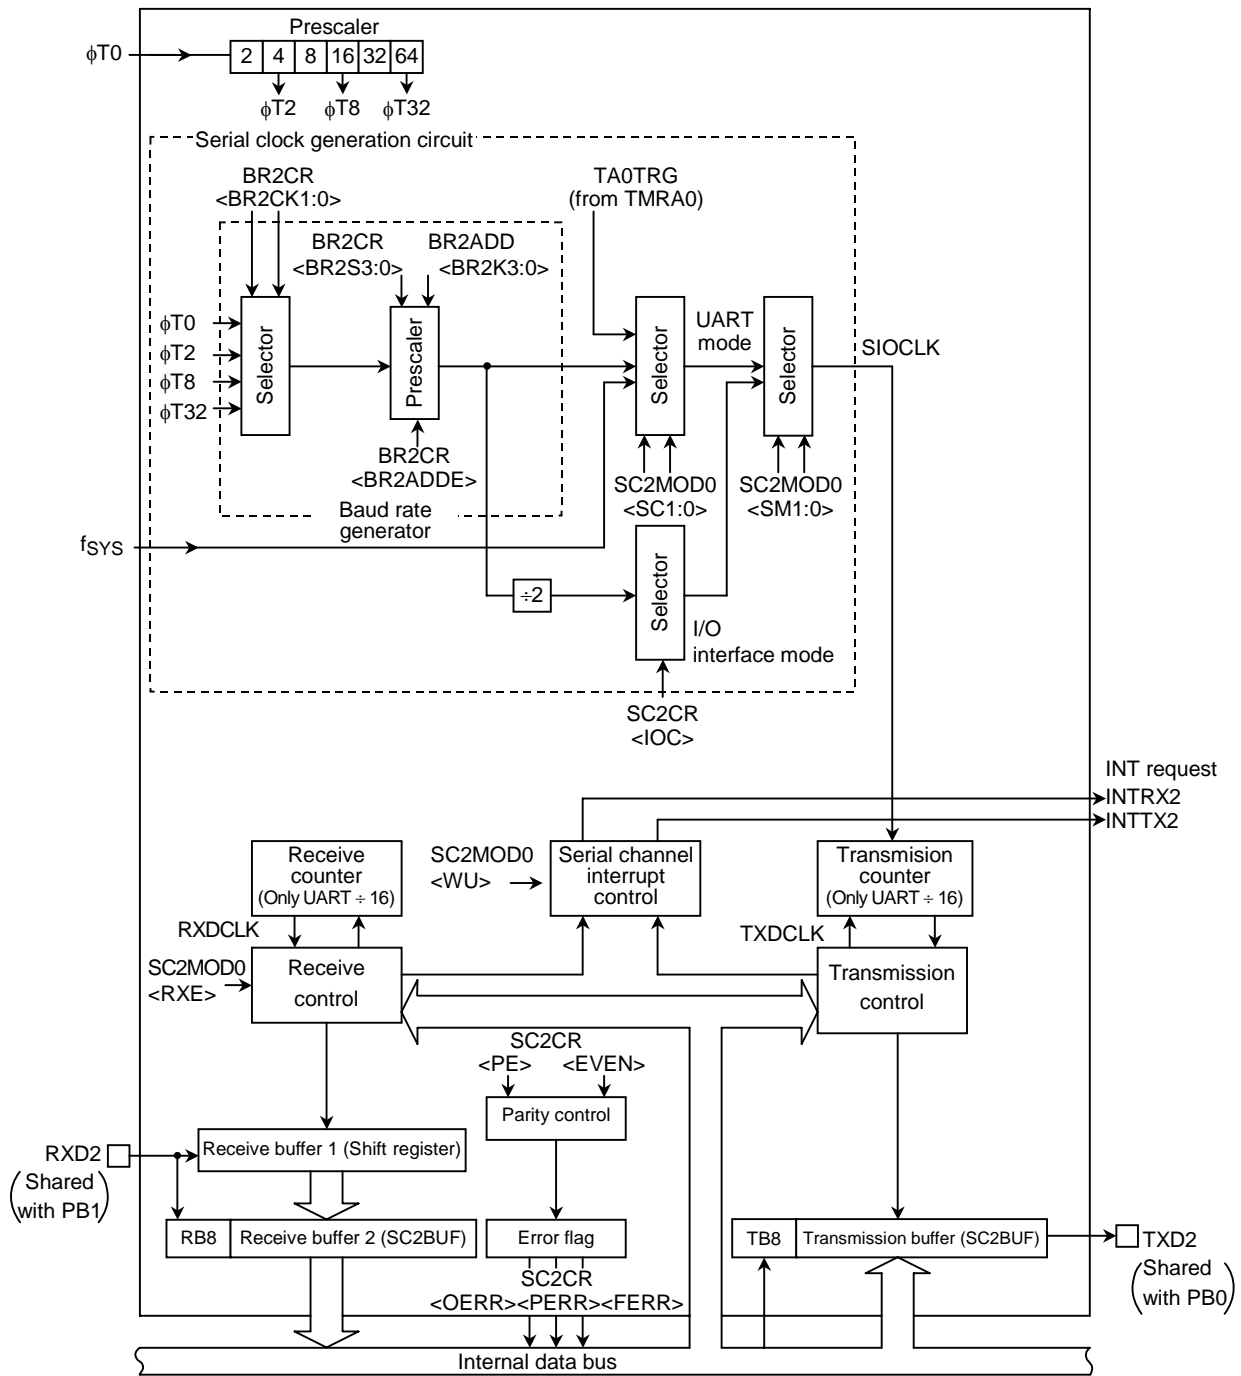 Prescaler
ϕT0
2 4 8 16 32 64
ϕT2 ϕT8 ϕT32
Serial clock generation circuit
BR2CR
<BR2CK1:0>
TA0TRG
(from TMRA0)
BR2CR
<BR2S3:0>
BR2ADD
<BR2K3:0>
ϕT0
ϕT2
ϕT8
ϕT32
Selector
Prescaler
Selector
UART
mode
Selector
SIOCLK
BR2CR
<BR2ADDE>
SC2MOD0
<SC1:0>
SC2MOD0
<SM1:0>
Baud rate
generator
fSYS
÷2
Selector
I/O
interface mode
SC2CR
<IOC>
INT request
INTRX2
INTTX2
Receive
counter
(Only UART ÷ 16)
SC2MOD0
<WU>
Serial channel
interrupt
control
Transmision
counter
(Only UART ÷ 16)
RXDCLK
TXDCLK
SC2MOD0
<RXE>
Receive
control
Transmission
control
SC2CR
<PE>
<EVEN>
Parity control
RXD2
(Shared
with PB1)
Receive buffer 1 (Shift register)
RB8
Receive buffer 2 (SC2BUF)
Error flag
TB8
Transmission buffer (SC2BUF)
TXD2
(Shared
with PB0)
SC2CR
<OERR><PERR><FERR>
Internal data bus